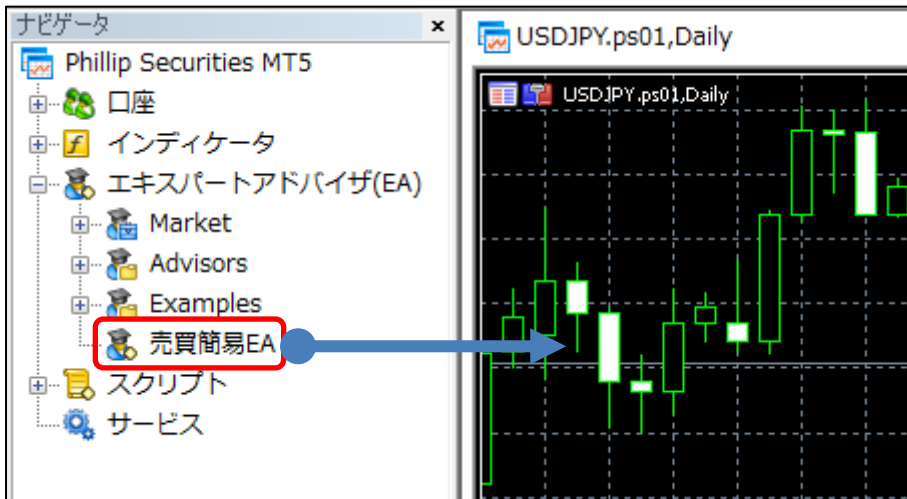 ナビゲータ
Phillip Securities MT5
口座
インディケータ
エキスパートアドバイザ(EA)
Market
Advisors
Examples
売買簡易EA
スクリプト
サービス
USDJPY.ps01,Daily
USDJPY.ps01,Daily